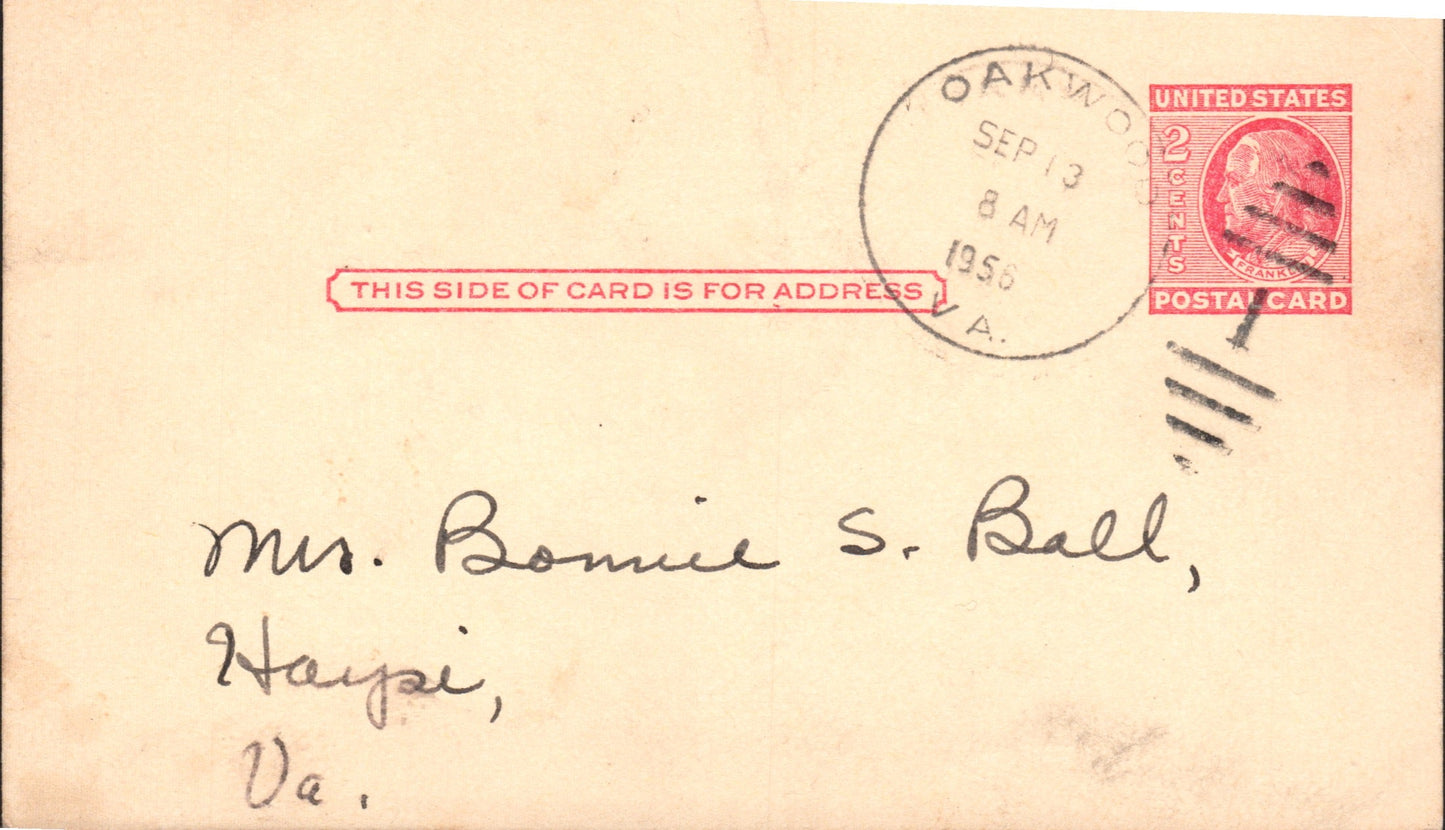 OAKWOOD
SEP 13
8 AM
1956
VA.
UNITED STATES
2 CENTS
FRANKLIN
POSTAL CARD
THIS SIDE OF CARD IS FOR ADDRESS
Mrs. Bonnie S. Ball,
Haysi,
Va.